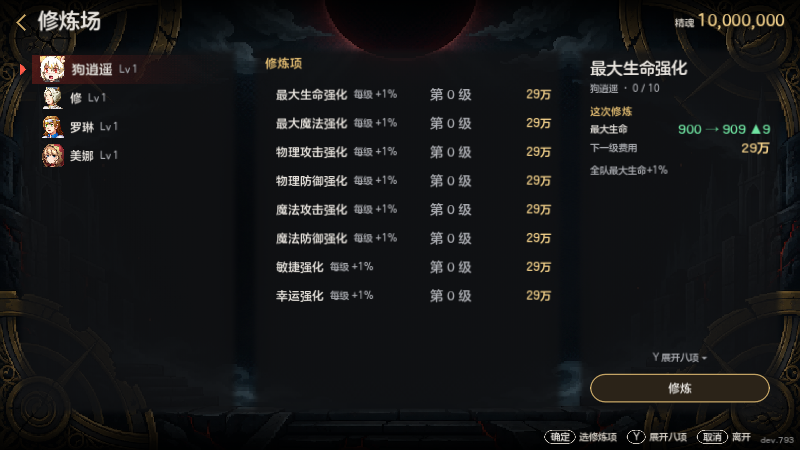 修炼场
精魂 10,000,000
狗逍遥 Lv1
修 Lv1
罗琳 Lv1
美娜 Lv1
修炼项
最大生命强化 每级 +1% 第 0 级 29万
最大魔法强化 每级 +1% 第 0 级 29万
物理攻击强化 每级 +1% 第 0 级 29万
物理防御强化 每级 +1% 第 0 级 29万
魔法攻击强化 每级 +1% 第 0 级 29万
魔法防御强化 每级 +1% 第 0 级 29万
敏捷强化 每级 +1% 第 0 级 29万
幸运强化 每级 +1% 第 0 级 29万
最大生命强化
狗逍遥 · 0 / 10
这次修炼
最大生命 900 → 909 ▲9
下一级费用 29万
全队最大生命+1%
Y 展开八项
修炼
确定 选修炼项 Y 展开八项 取消 离开
dev.793